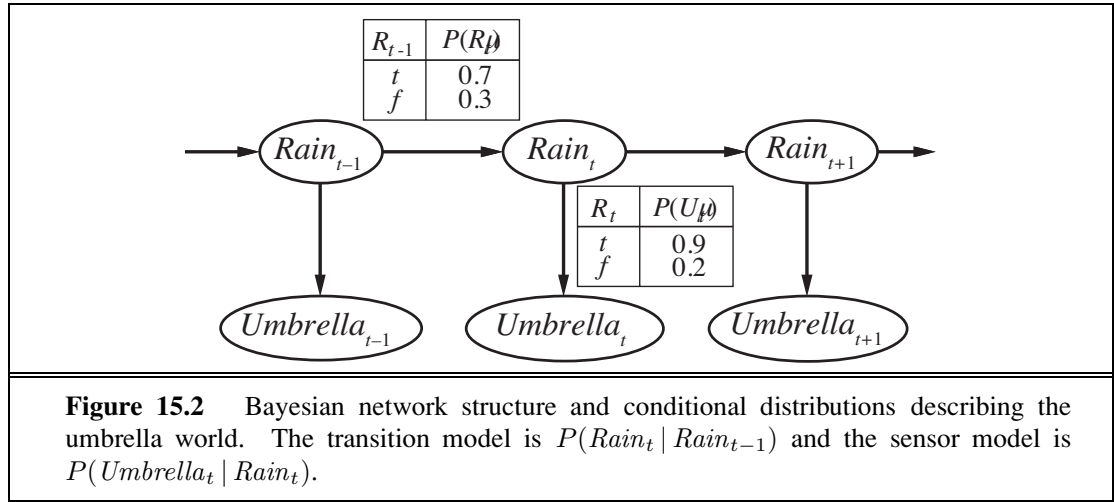 R_{t-1} P(R_t)
t 0.7
f 0.3
Rain_{t-1} Rain_t Rain_{t+1}
R_t P(U_t)
t 0.9
f 0.2
Umbrella_{t-1} Umbrella_t Umbrella_{t+1}
Figure 15.2 Bayesian network structure and conditional distributions describing the
umbrella world. The transition model is P(Rain_t | Rain_{t−1}) and the sensor model is
P(Umbrella_t | Rain_t).